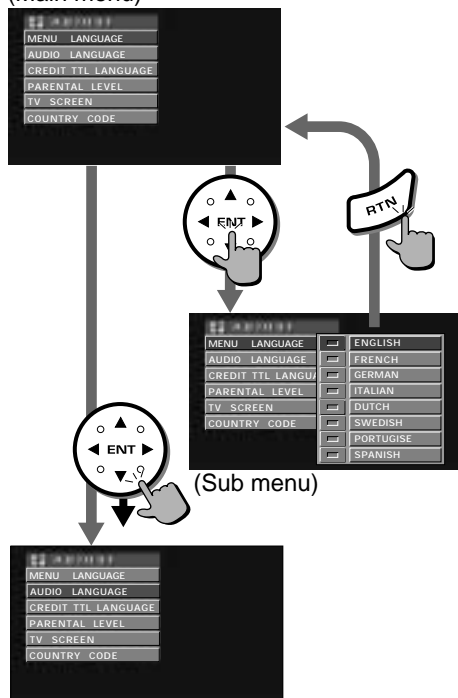 (Main menu)
MENU LANGUAGE
AUDIO LANGUAGE
CREDIT TTL LANGUAGE
PARENTAL LEVEL
TV SCREEN
COUNTRY CODE
ENT
RTN
MENU LANGUAGE
AUDIO LANGUAGE
CREDIT TTL LANGUA
PARENTAL LEVEL
TV SCREEN
COUNTRY CODE
ENGLISH
FRENCH
GERMAN
ITALIAN
DUTCH
SWEDISH
PORTUGISE
SPANISH
(Sub menu)
ENT
MENU LANGUAGE
AUDIO LANGUAGE
CREDIT TTL LANGUAGE
PARENTAL LEVEL
TV SCREEN
COUNTRY CODE